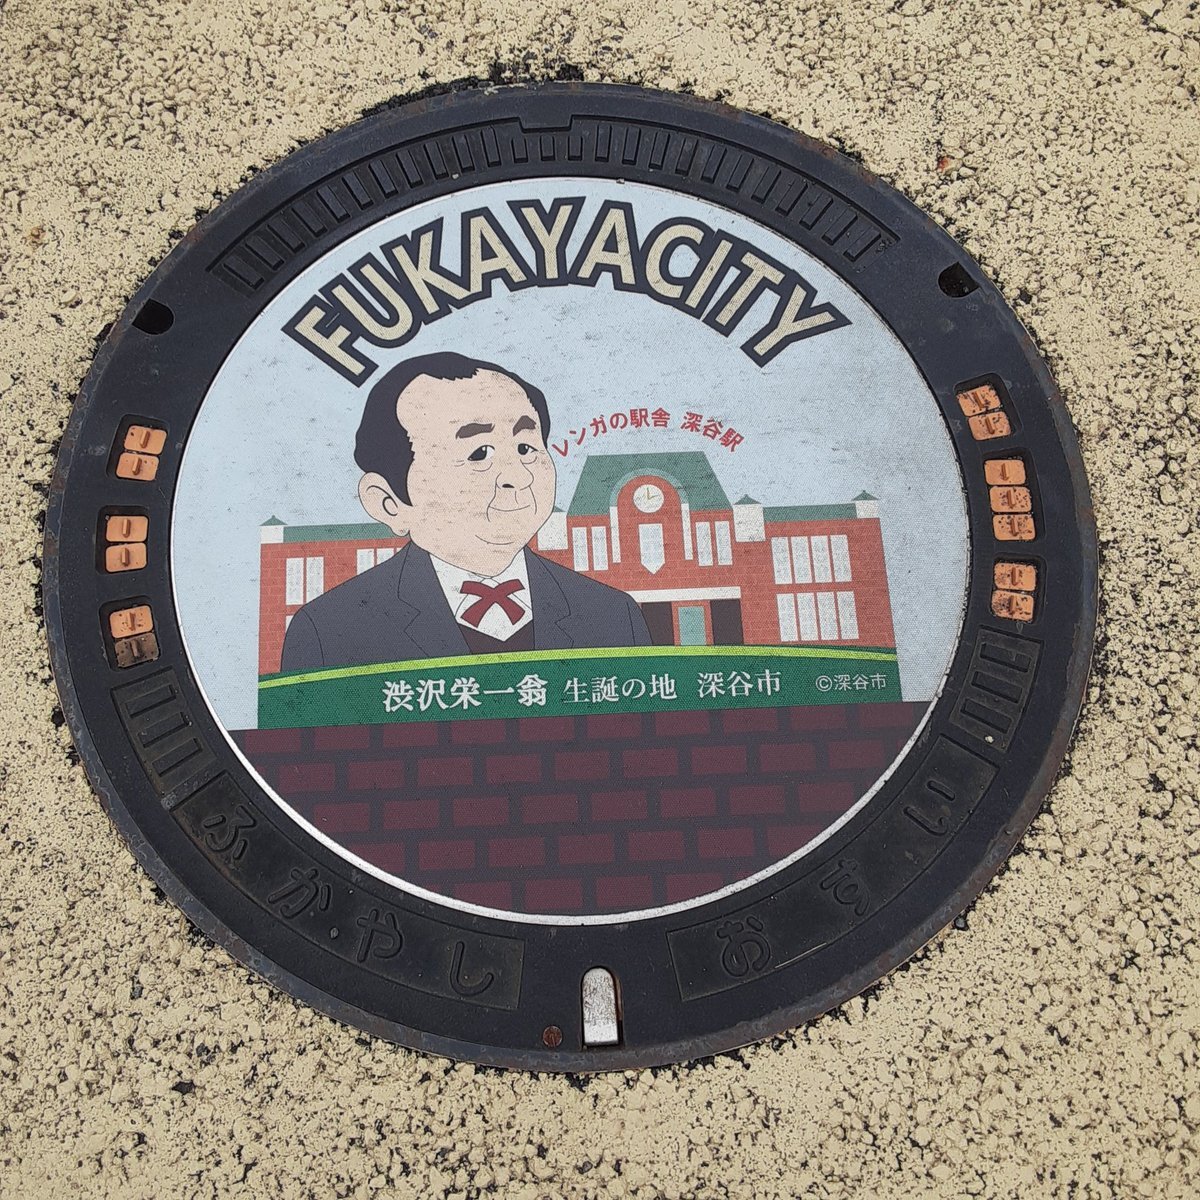 FUKAYACITY
レンガの駅舎 深谷駅
渋沢栄一翁 生誕の地 深谷市 ©深谷市
ふかやし
おすい